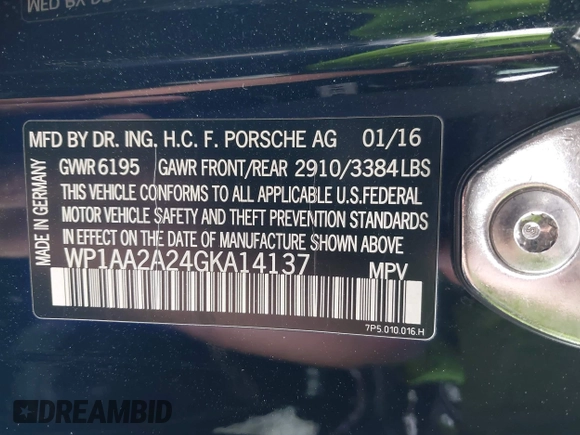 MFD BY DR. ING. H.C. F. PORSCHE AG 01/16
GWR 6195 GAWR FRONT/REAR 2910/3384 LBS
THIS VEHICLE CONFORMS TO ALL APPLICABLE U.S.FEDERAL
MOTOR VEHICLE SAFETY AND THEFT PREVENTION STANDARDS
IN EFFECT ON THE DATE OF MANUFACTURE SHOWN ABOVE
WP1AA2A24GKA14137 MPV
7P5.010.016.H
MADE IN GERMANY
DREAMBID